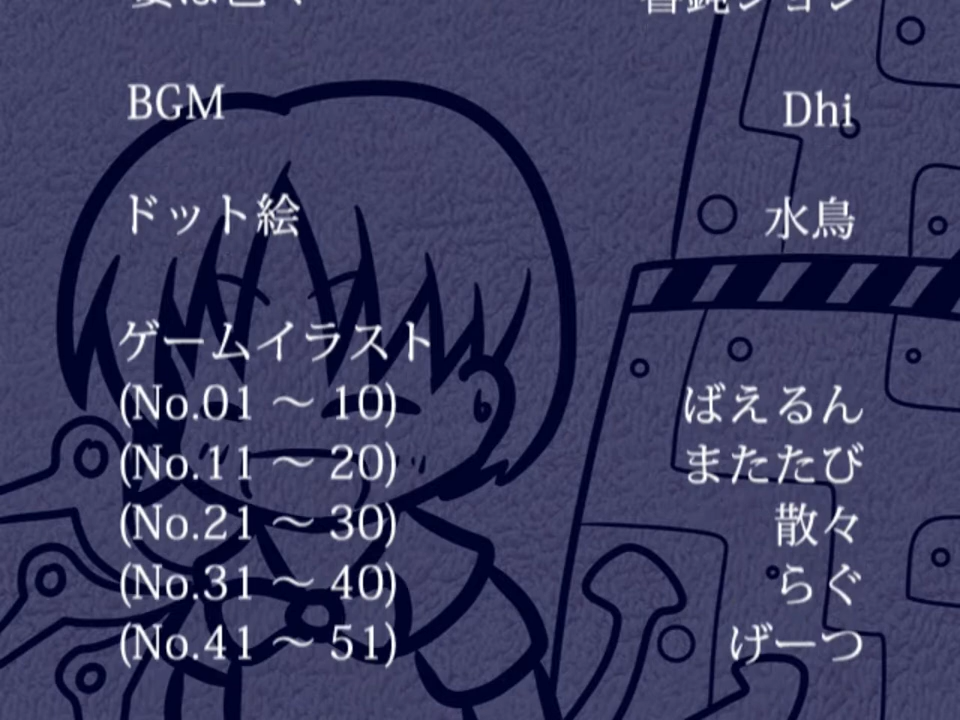 BGM Dhi
ドット絵 水鳥
ゲームイラスト
(No.01 ～ 10) ばえるん
(No.11 ～ 20) またたび
(No.21 ～ 30) 散々
(No.31 ～ 40) らぐ
(No.41 ～ 51) げーつ